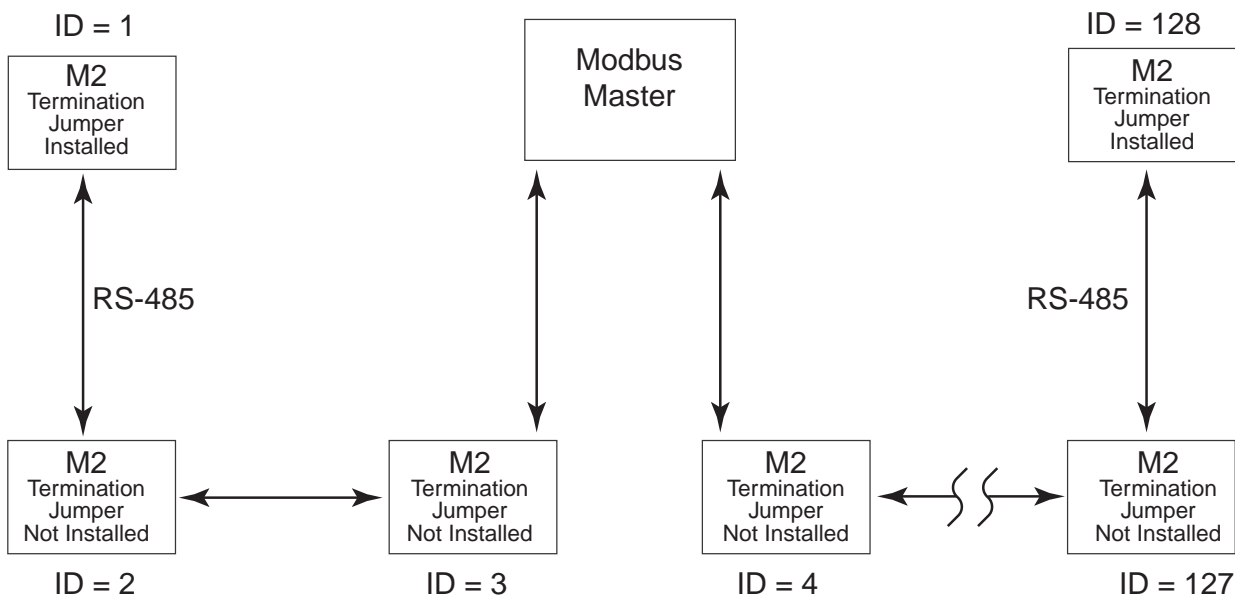 ID = 1
M2
Termination
Jumper
Installed
Modbus
Master
ID = 128
M2
Termination
Jumper
Installed
RS-485
RS-485
M2
Termination
Jumper
Not Installed
ID = 2
M2
Termination
Jumper
Not Installed
ID = 3
M2
Termination
Jumper
Not Installed
ID = 4
M2
Termination
Jumper
Not Installed
ID = 127